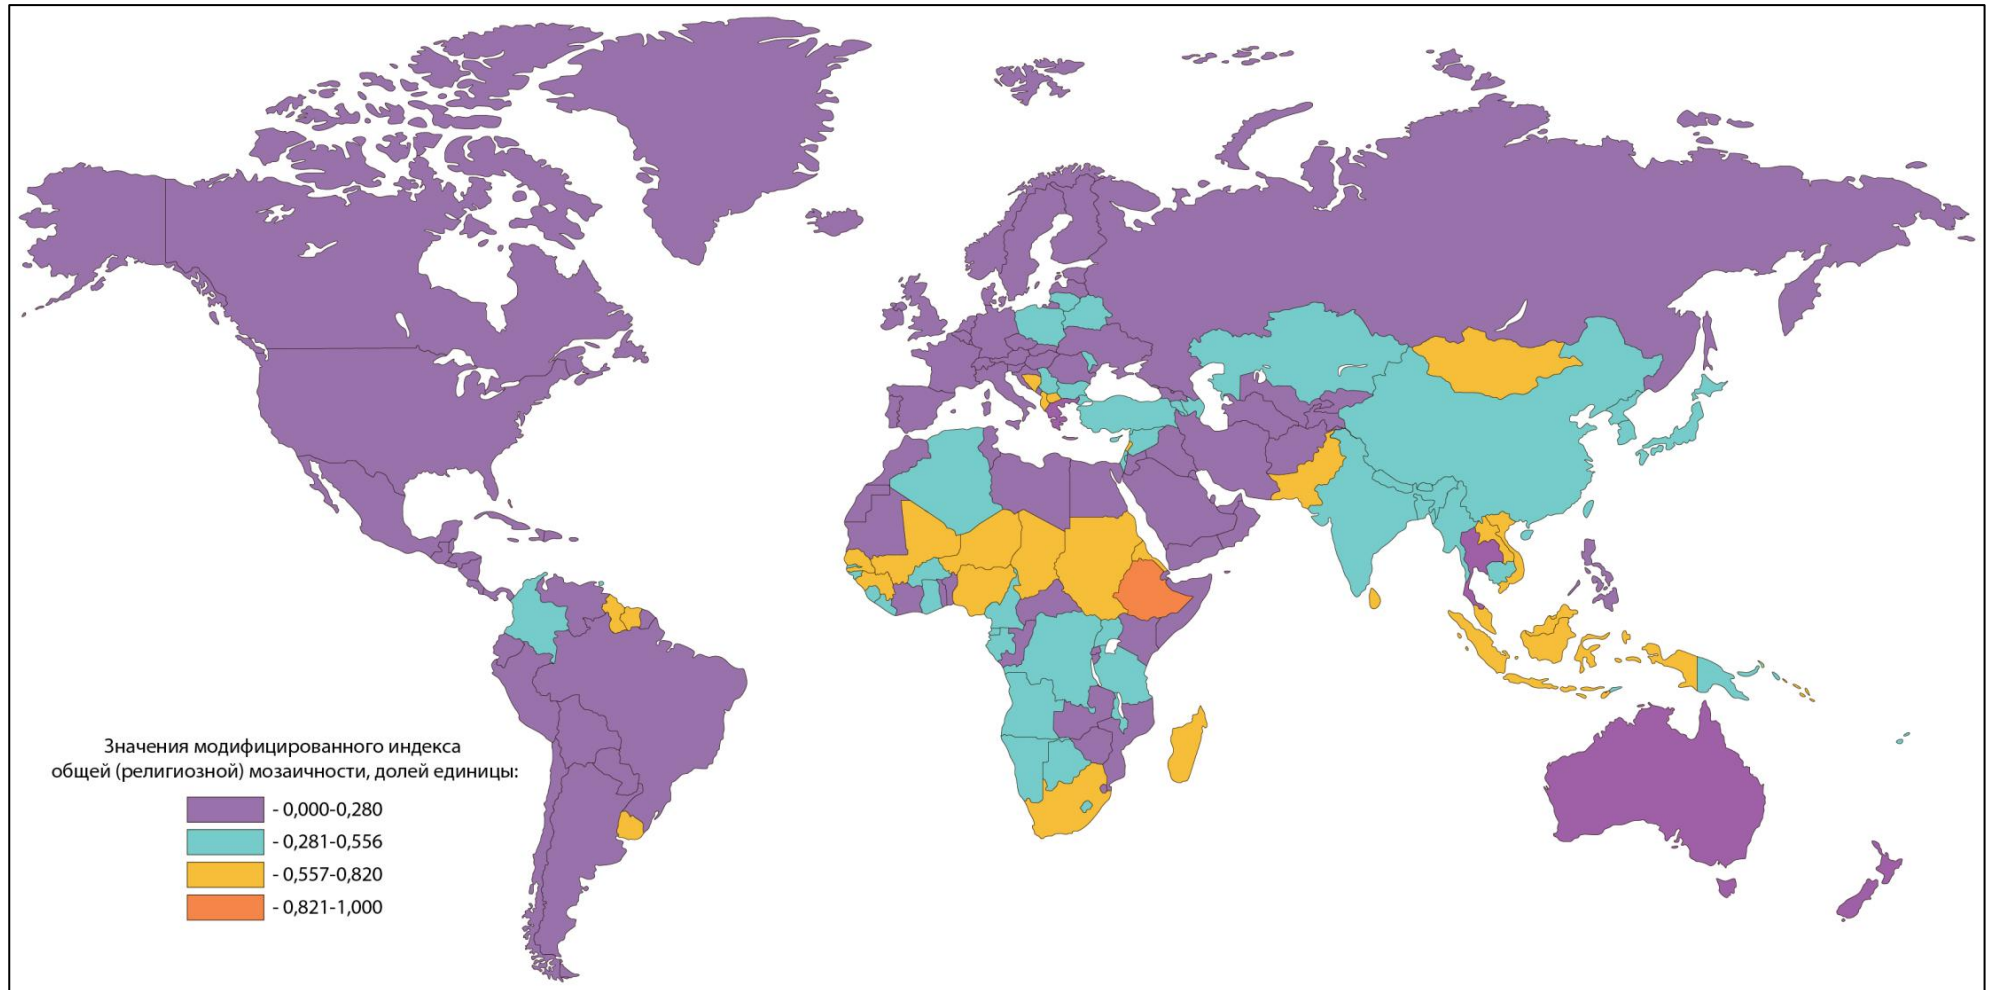 Значения модифицированного индекса
общей (религиозной) мозаичности, долей единицы:
- 0,000-0,280
- 0,281-0,556
- 0,557-0,820
- 0,821-1,000